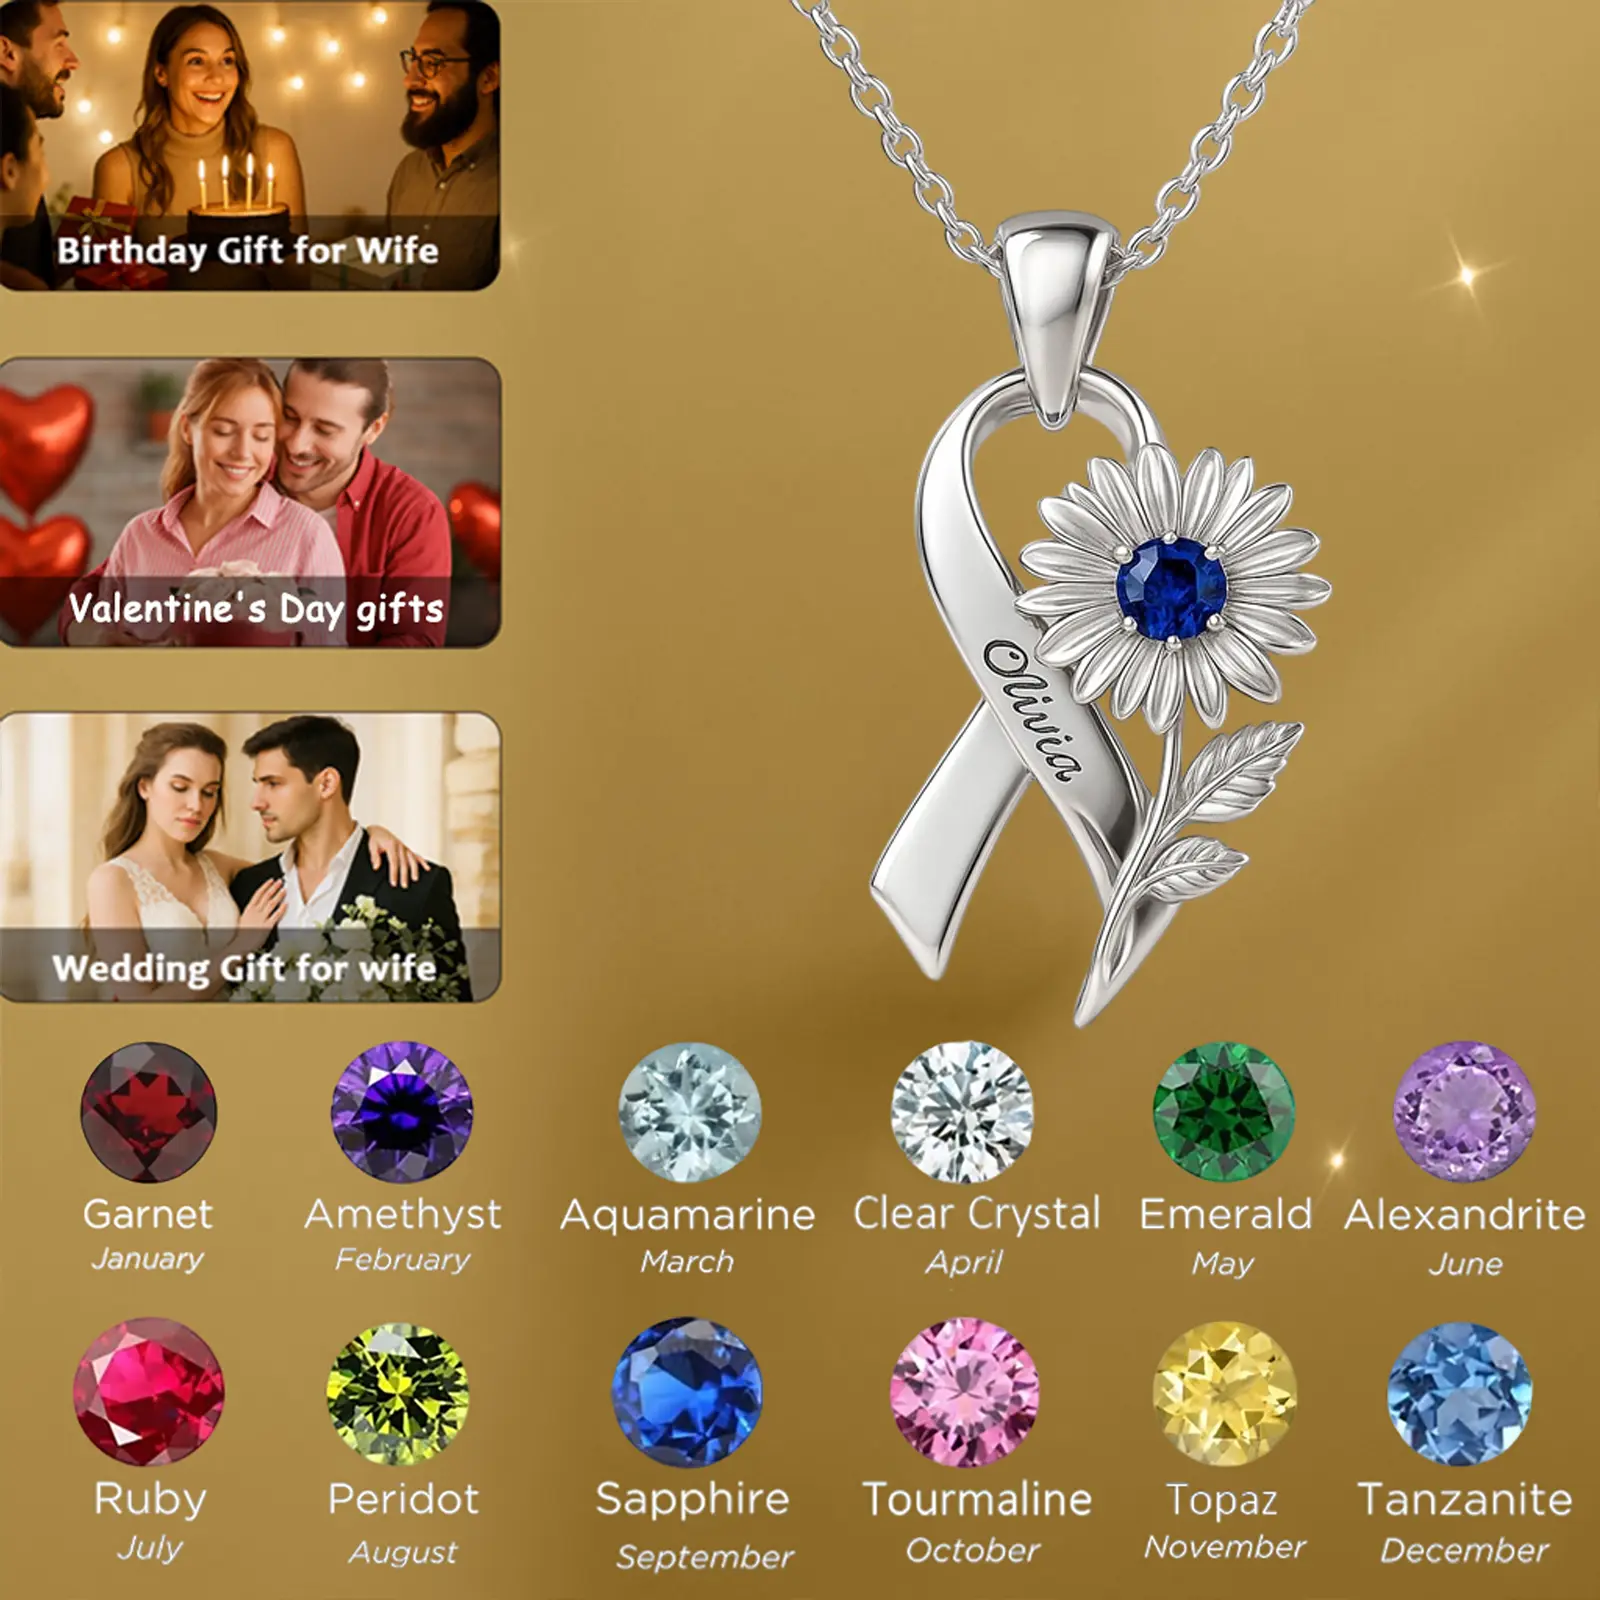 Birthday Gift for Wife
Valentine's Day gifts
Wedding Gift for wife
Olivia
Garnet
January
Amethyst
February
Aquamarine
March
Clear Crystal
April
Emerald
May
Alexandrite
June
Ruby
July
Peridot
August
Sapphire
September
Tourmaline
October
Topaz
November
Tanzanite
December